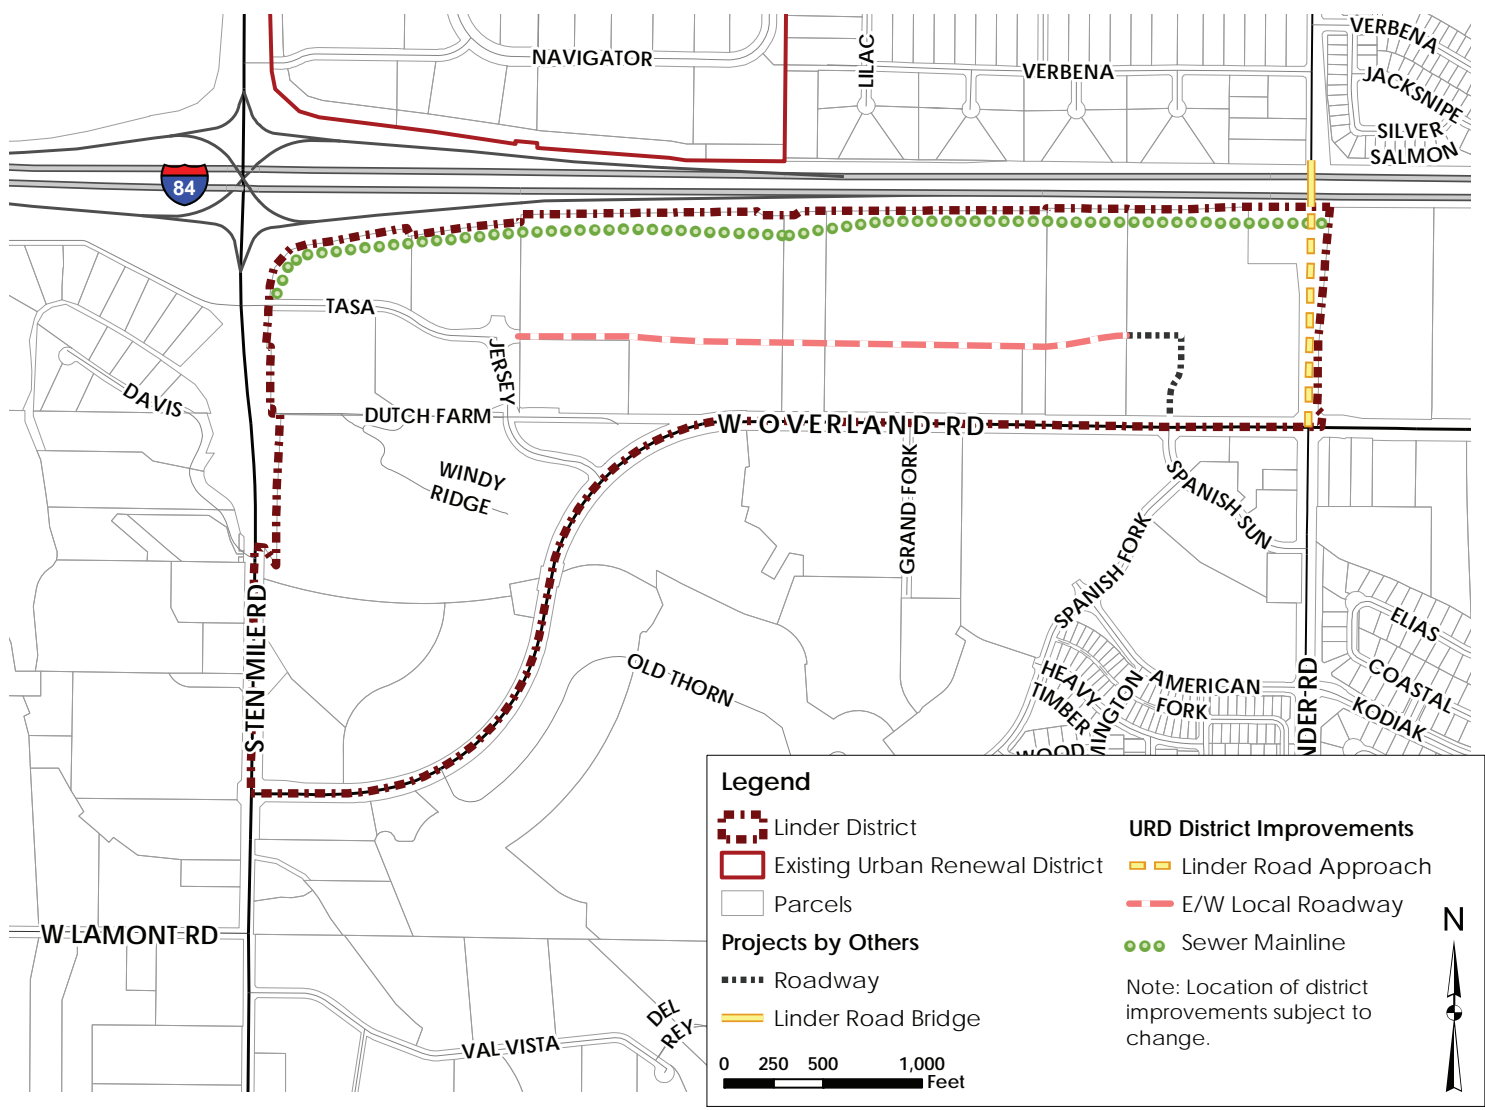 NAVIGATOR
LILAC
VERBENA
VERBENA
JACKSNIPE
SILVER
SALMON
84
TASA
JERSEY
DAVIS
DUTCH FARM
W OVERLAND RD
WINDY
RIDGE
GRAND FORK
SPANISH SUN
SPANISH FORK
S TEN MILE RD
OLD THORN
ELIAS
COASTAL
KODIAK
HEAVY
TIMBER
AMERICAN
FORK
MINGTON
WOOD
NDER RD
W LAMONT RD
VAL VISTA
DEL
REY
Legend
Linder District
Existing Urban Renewal District
Parcels
Projects by Others
Roadway
Linder Road Bridge
URD District Improvements
Linder Road Approach
E/W Local Roadway
Sewer Mainline
Note: Location of district
improvements subject to
change.
N
0 250 500 1,000
Feet